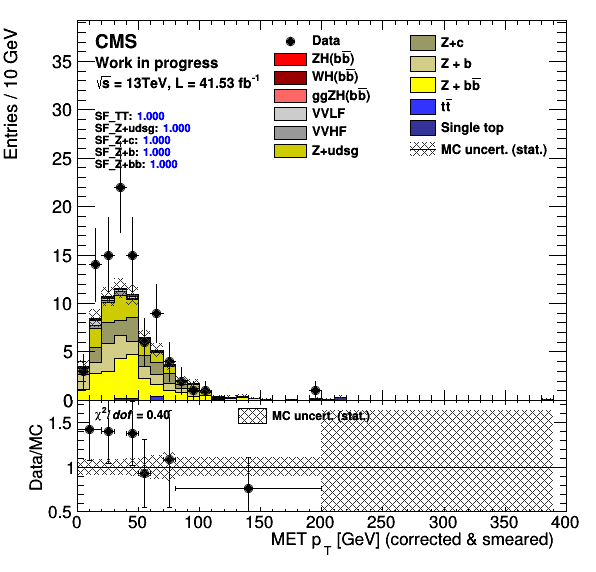 CMS
Work in progress
√s = 13TeV, L = 41.53 fb⁻¹
SF_TT: 1.000
SF_Z+udsg: 1.000
SF_Z+c: 1.000
SF_Z+b: 1.000
SF_Z+bb: 1.000
Data
ZH(bb̅)
WH(bb̅)
ggZH(bb̅)
VVLF
VVHF
Z+udsg
Z+c
Z + b
Z + bb̅
tt̅
Single top
MC uncert. (stat.)
Entries / 10 GeV
35
30
25
20
15
10
5
0
χ²/dof = 0.40
MC uncert. (stat.)
Data/MC
1.5
1
0.5
0 50 100 150 200 250 300 350 400
MET p_T [GeV] (corrected & smeared)